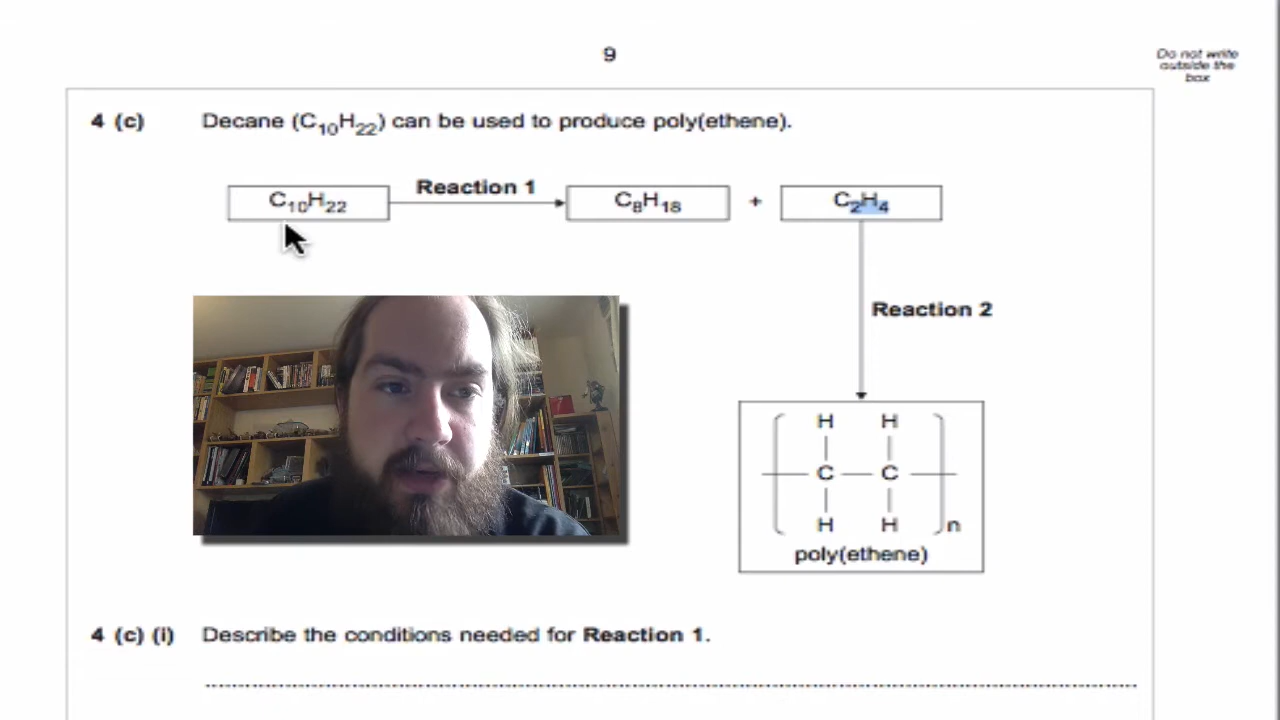 9
Do not write
outside the
box
4 (c) Decane (C₁₀H₂₂) can be used to produce poly(ethene).
Reaction 1
C₁₀H₂₂ C₈H₁₈ + C₂H₄
Reaction 2
H H
C C
H H n
poly(ethene)
4 (c) (i) Describe the conditions needed for Reaction 1.